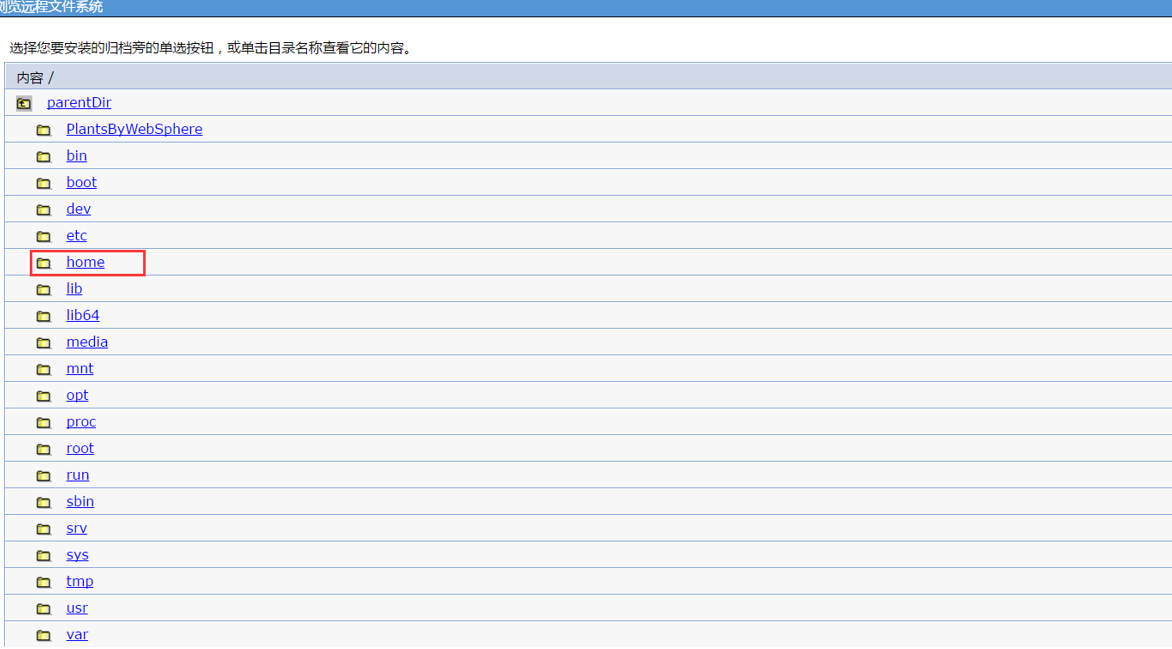 浏览远程文件系统
选择您要安装的归档旁的单选按钮，或单击目录名称查看它的内容。
内容 /
parentDir
PlantsByWebSphere
bin
boot
dev
etc
home
lib
lib64
media
mnt
opt
proc
root
run
sbin
srv
sys
tmp
usr
var